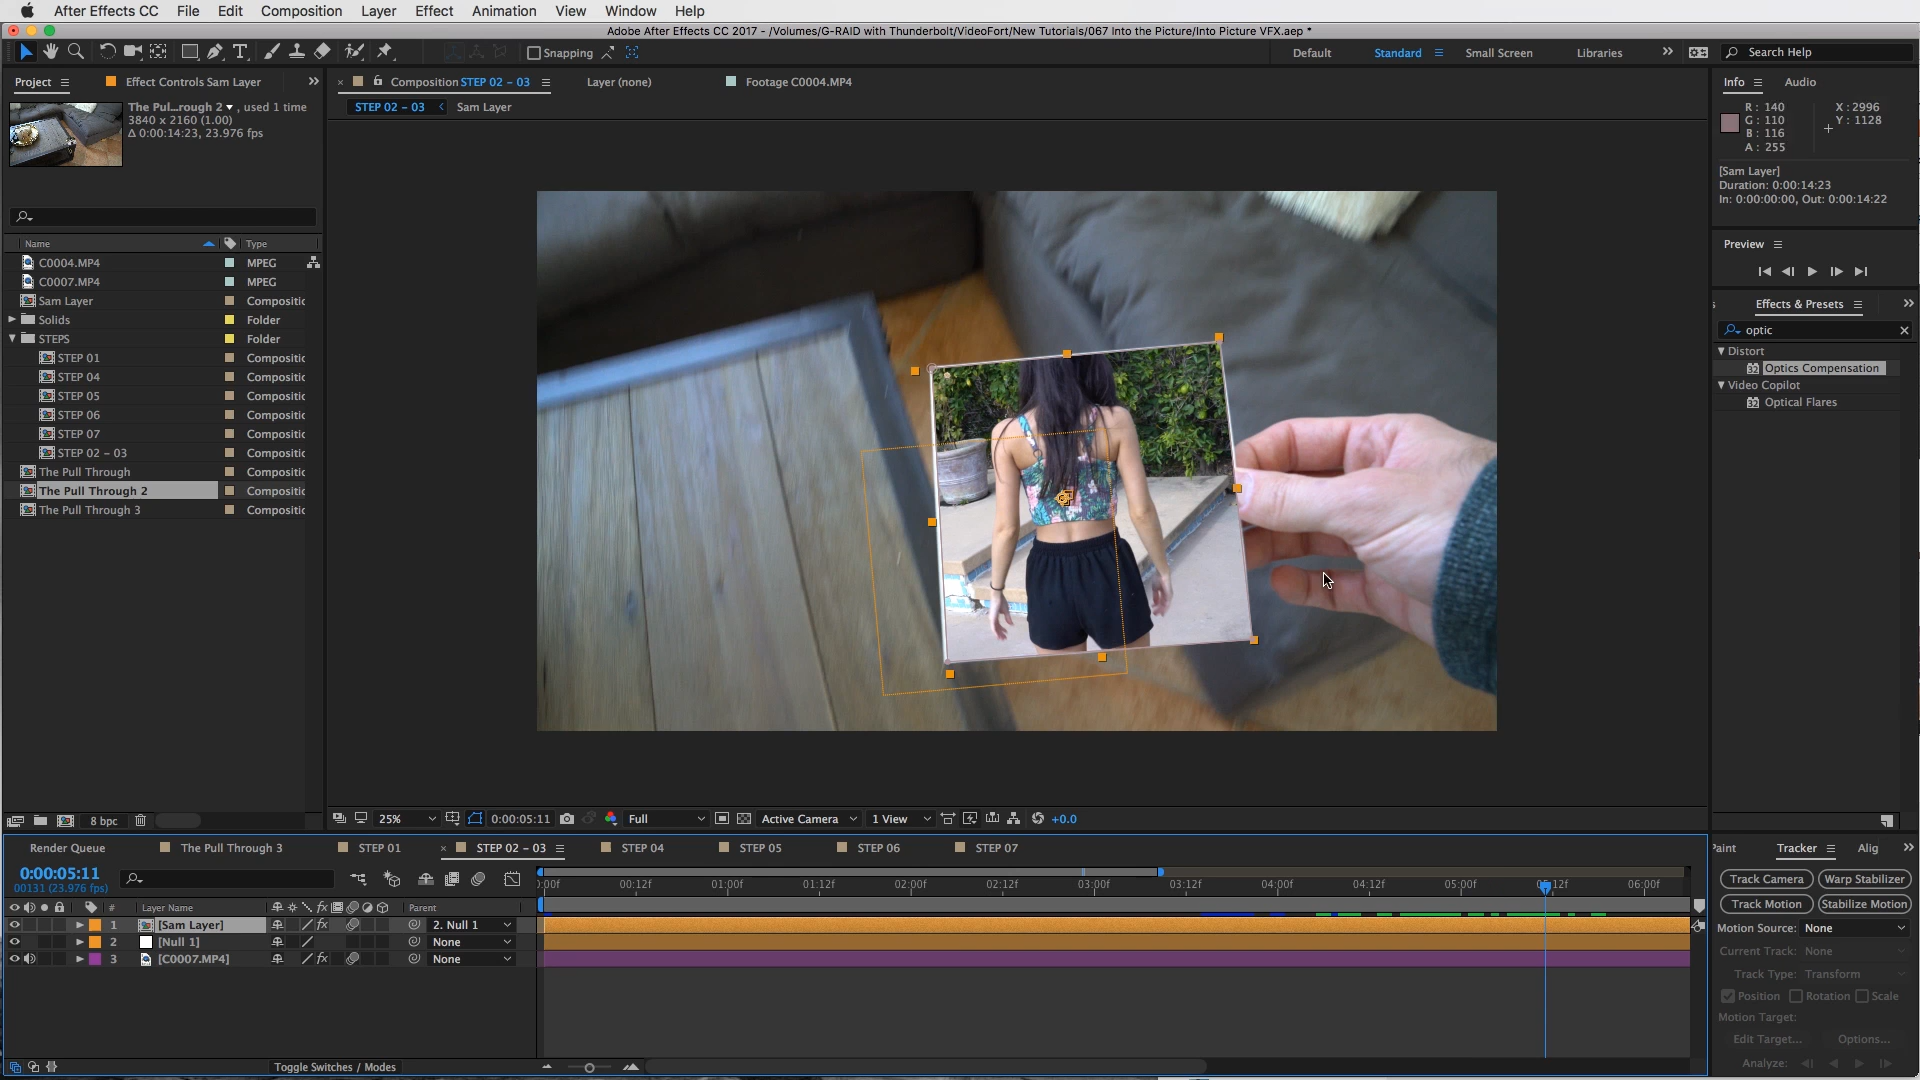 After Effects CC File Edit Composition Layer Effect Animation View Window Help
Adobe After Effects CC 2017 - /Volumes/G-RAID with Thunderbolt/VideoFort/New Tutorials/067 Into the Picture/Into Picture VFX.aep *
Snapping Default Standard Small Screen Libraries Search Help
Project Effect Controls Sam Layer Composition STEP 02 - 03 Layer (none) Footage C0004.MP4 Info Audio
STEP 02 - 03 Sam Layer
The Pul...rough 2 , used 1 time
3840 x 2160 (1.00)
Δ 0:00:14:23, 23.976 fps
R: 140 X: 2996
G: 110 Y: 1128
B: 116
A: 255
[Sam Layer]
Duration: 0:00:14:23
In: 0:00:00:00, Out: 0:00:14:22
Preview
Effects & Presets
optic
Distort
Optics Compensation
Video Copilot
Optical Flares
Name Type
C0004.MP4 MPEG
C0007.MP4 MPEG
Sam Layer Compositic
Solids Folder
STEPS Folder
STEP 01 Compositic
STEP 04 Compositic
STEP 05 Compositic
STEP 06 Compositic
STEP 07 Compositic
STEP 02 - 03 Compositic
The Pull Through Compositic
The Pull Through 2 Compositic
The Pull Through 3 Compositic
8 bpc 25% 0:00:05:11 Full Active Camera 1 View +0.0
Render Queue The Pull Through 3 STEP 01 STEP 02 - 03 STEP 04 STEP 05 STEP 06 STEP 07
0:00:05:11
00131 (23.976 fps)
:00f 00:12f 01:00f 01:12f 02:00f 02:12f 03:00f 03:12f 04:00f 04:12f 05:00f 05:12f 06:00f
# Layer Name fx Parent
1 [Sam Layer] fx 2. Null 1
2 [Null 1] None
3 [C0007.MP4] fx None
Toggle Switches / Modes
Paint Tracker Alig
Track Camera Warp Stabilizer
Track Motion Stabilize Motion
Motion Source: None
Current Track: None
Track Type: Transform
Position Rotation Scale
Motion Target:
Edit Target... Options...
Analyze: